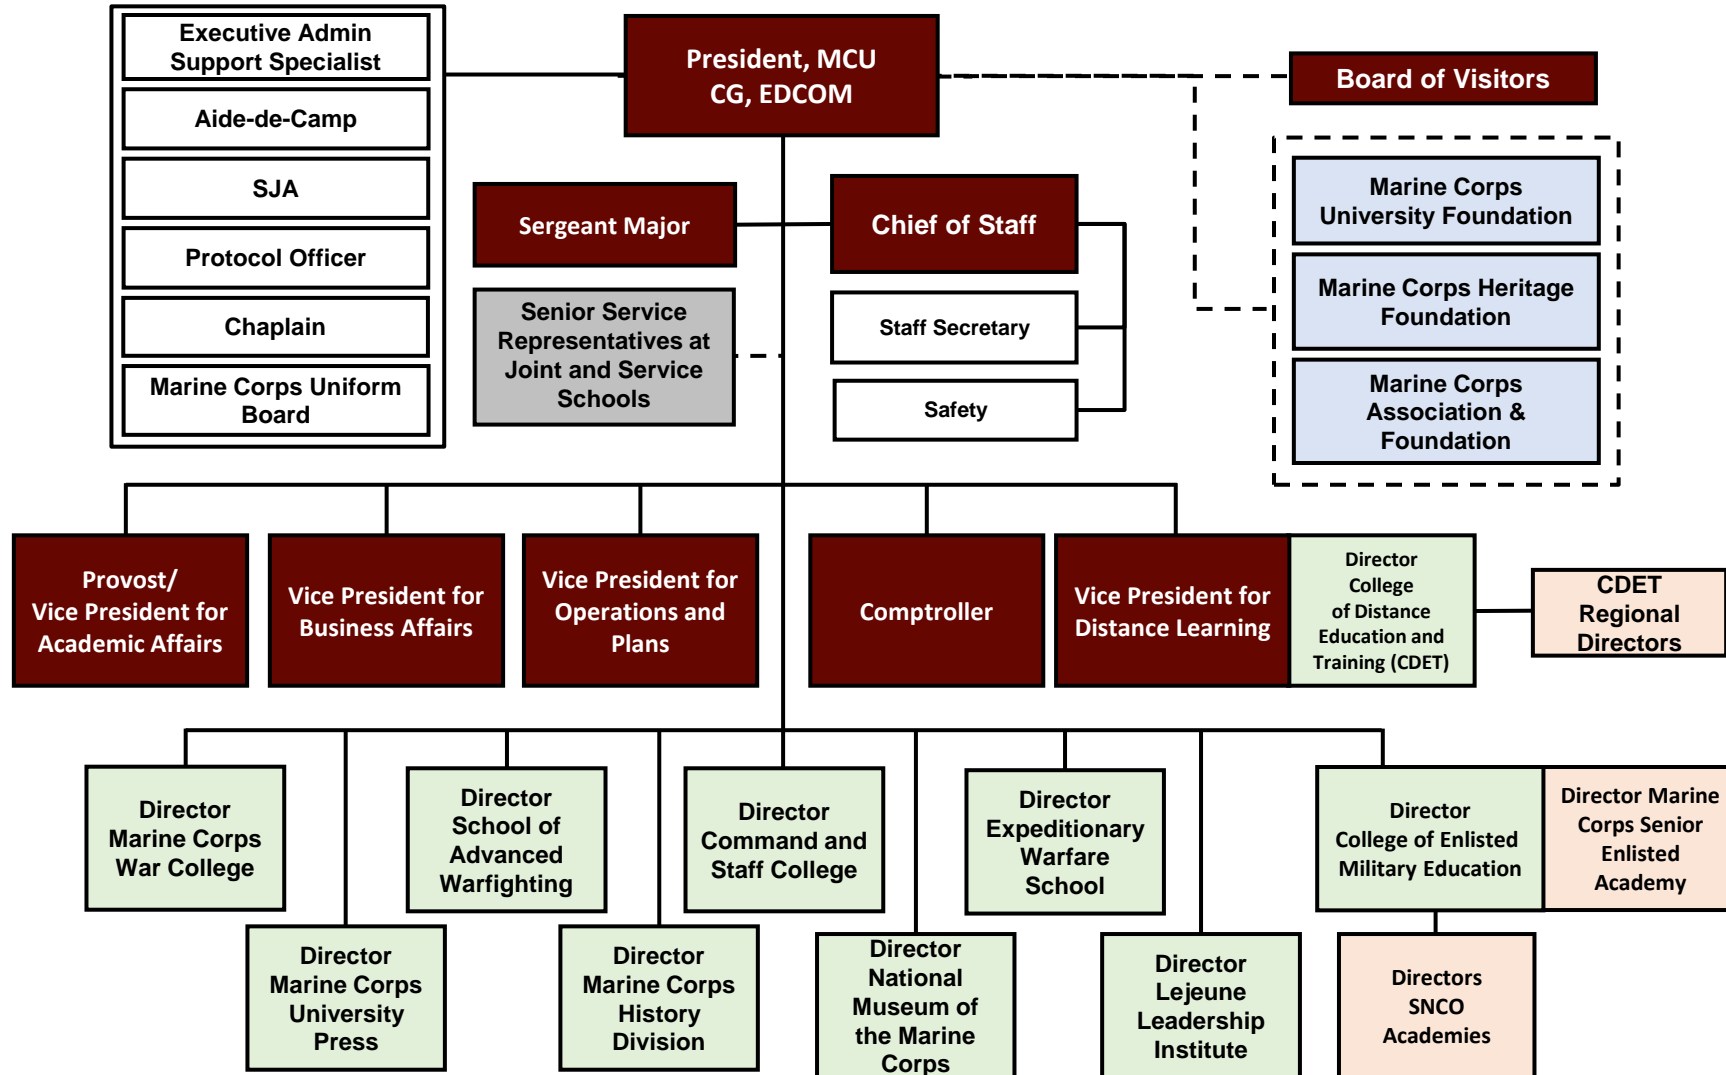 Executive Admin
Support Specialist
Aide-de-Camp
SJA
Protocol Officer
Chaplain
Marine Corps Uniform
Board
President, MCU
CG, EDCOM
Board of Visitors
Marine Corps
University Foundation
Marine Corps Heritage
Foundation
Marine Corps
Association &
Foundation
Sergeant Major
Chief of Staff
Senior Service
Representatives at
Joint and Service
Schools
Staff Secretary
Safety
Provost/
Vice President for
Academic Affairs
Vice President for
Business Affairs
Vice President for
Operations and
Plans
Comptroller
Vice President for
Distance Learning
Director
College
of Distance
Education and
Training (CDET)
CDET
Regional
Directors
Director
Marine Corps
War College
Director
School of
Advanced
Warfighting
Director
Command and
Staff College
Director
Expeditionary
Warfare
School
Director
College of Enlisted
Military Education
Director Marine
Corps Senior
Enlisted
Academy
Director
Marine Corps
University
Press
Director
Marine Corps
History
Division
Director
National
Museum of
the Marine
Corps
Director
Lejeune
Leadership
Institute
Directors
SNCO
Academies